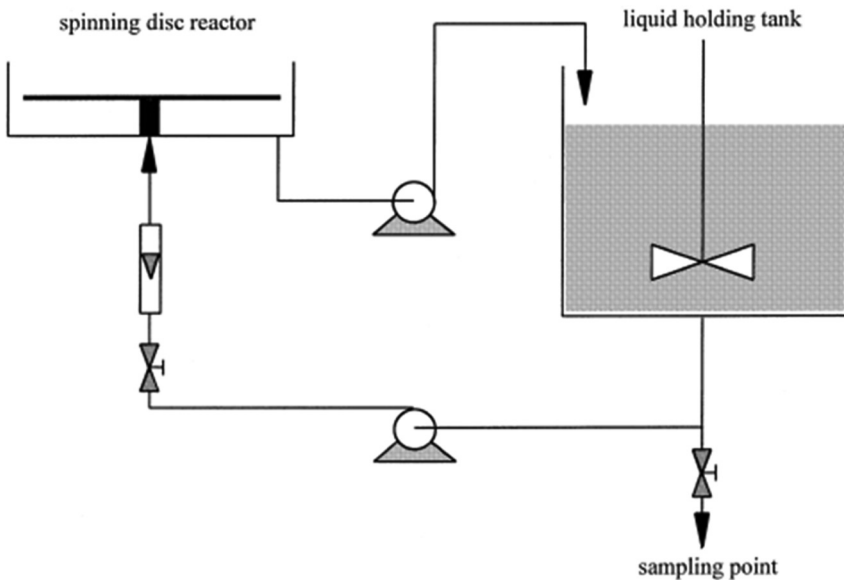 spinning disc reactor
liquid holding tank
sampling point